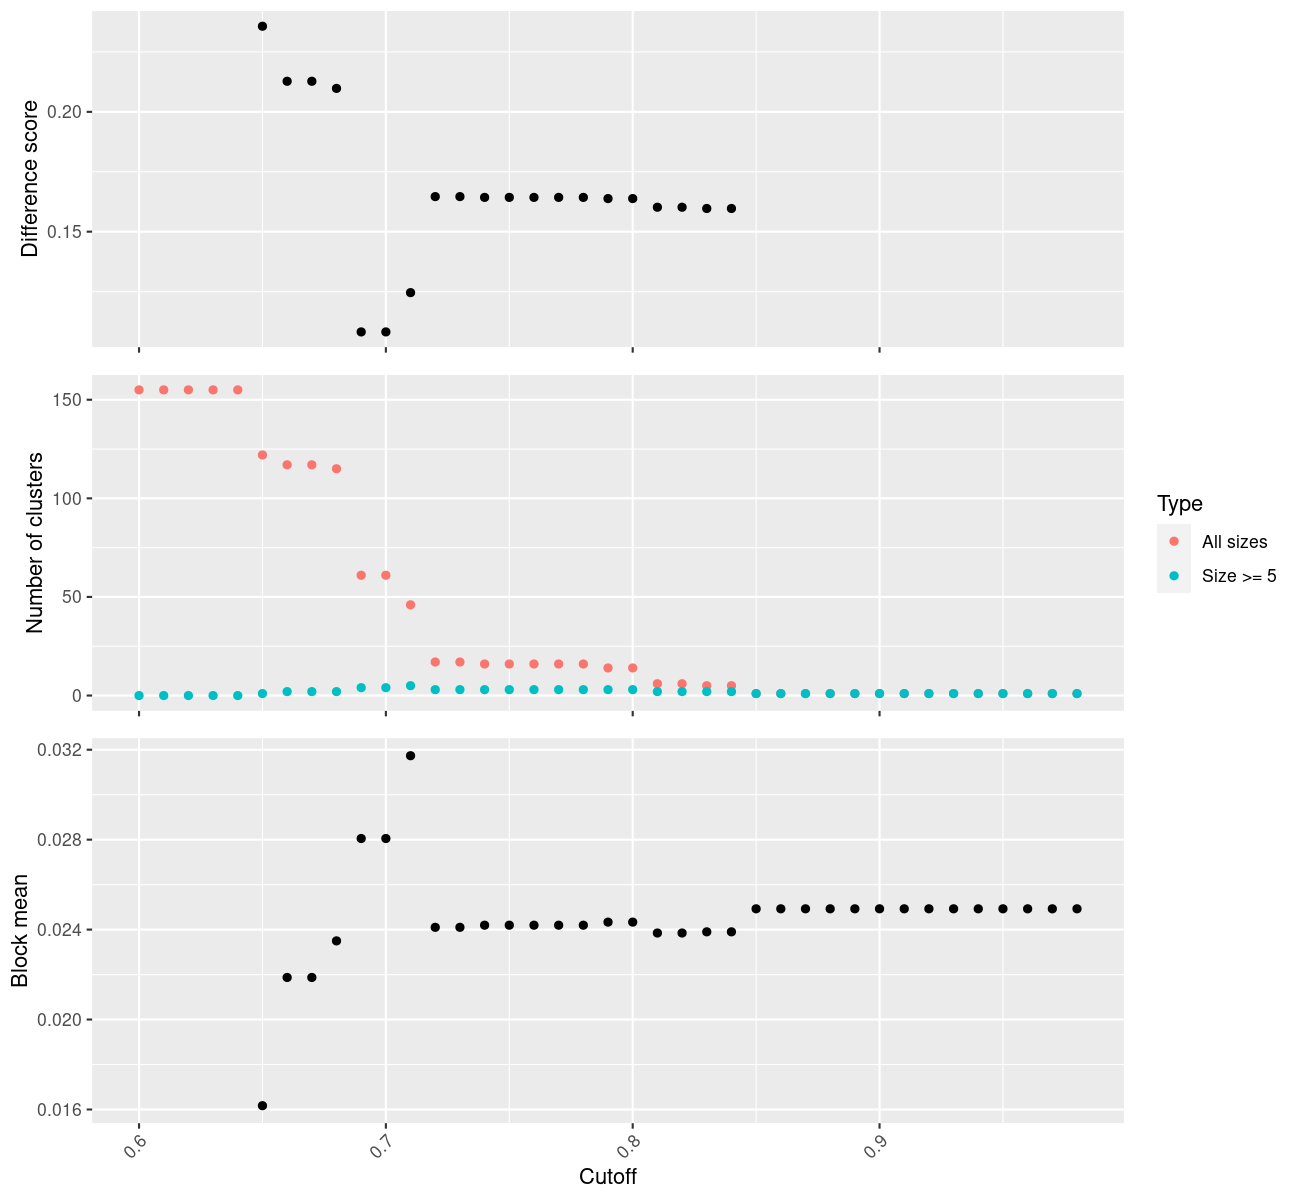 Difference score
0.20
0.15
Number of clusters
150
100
50
0
Type
All sizes
Size >= 5
Block mean
0.032
0.028
0.024
0.020
0.016
0.6
0.7
0.8
0.9
Cutoff